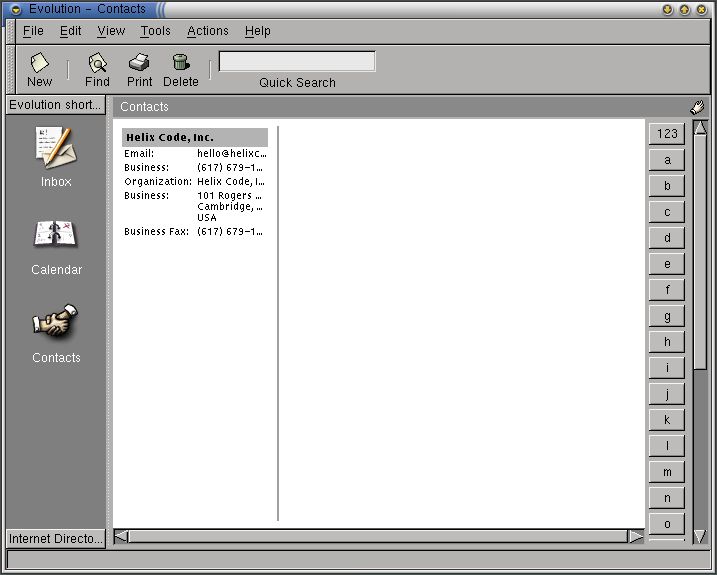 Evolution - Contacts
File Edit View Tools Actions Help
New Find Print Delete Quick Search
Evolution short...
Contacts
Inbox
Calendar
Contacts
Internet Directo...
Helix Code, Inc.
Email: hello@helixc...
Business: (617) 679-1...
Organization: Helix Code, I...
Business: 101 Rogers ...
Cambridge, ...
USA
Business Fax: (617) 679-1...
123
a
b
c
d
e
f
g
h
i
j
k
l
m
n
o